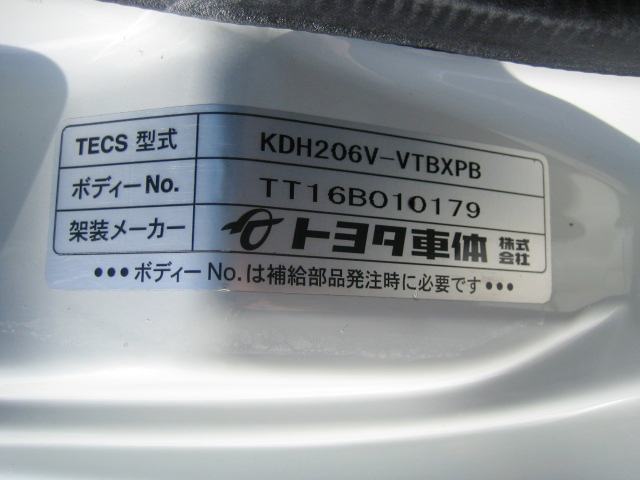 TECS 型式 KDH206V-VTBXPB
ボディーNo. TT16B010179
架装メーカー トヨタ車体 株式会社
•••ボディーNo.は補給部品発注時に必要です•••